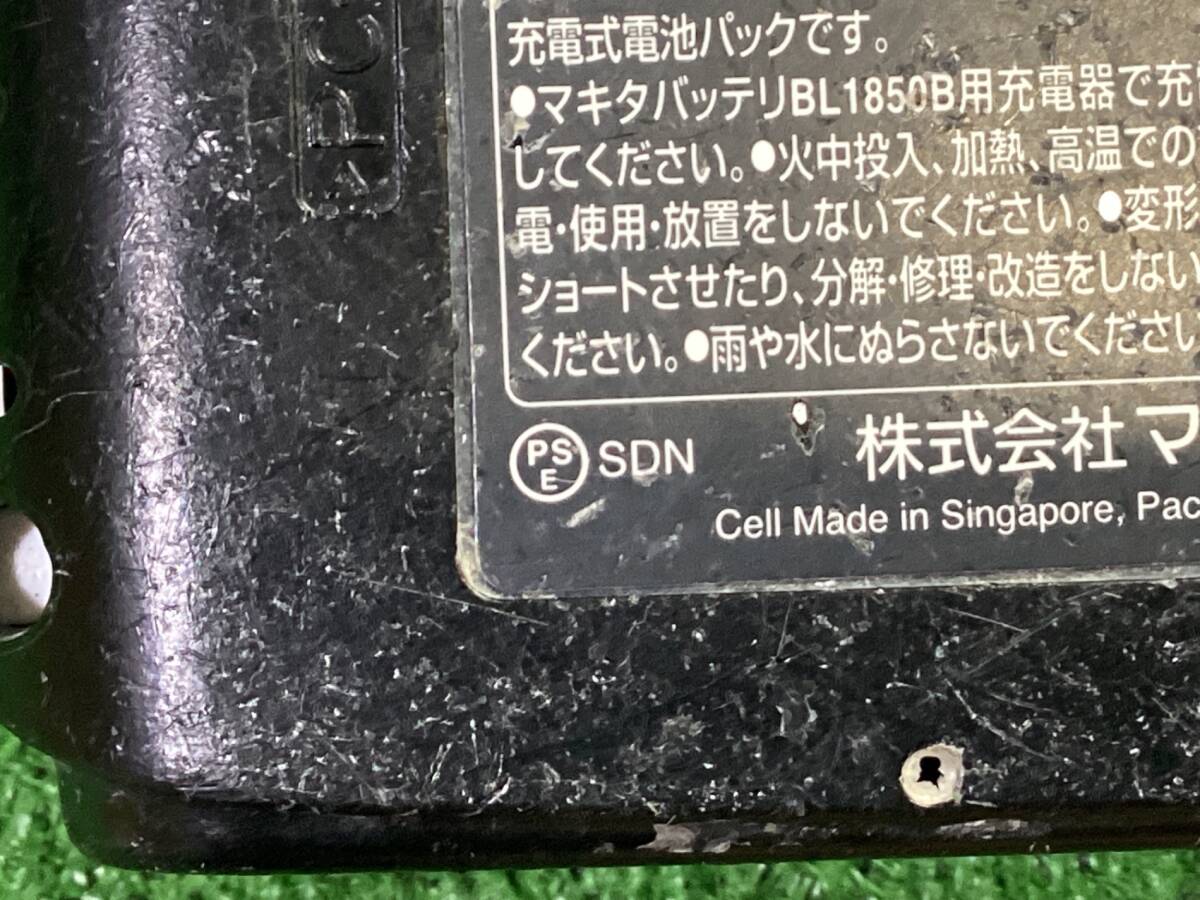 充電式電池パックです。
●マキタバッテリBL1850B用充電器で充
してください。●火中投入、加熱、高温での
電・使用・放置をしないでください。●変形
ショートさせたり、分解・修理・改造をしない
ください。●雨や水にぬらさないでください
PSE SDN
株式会社マ
Cell Made in Singapore, Pac
>PC